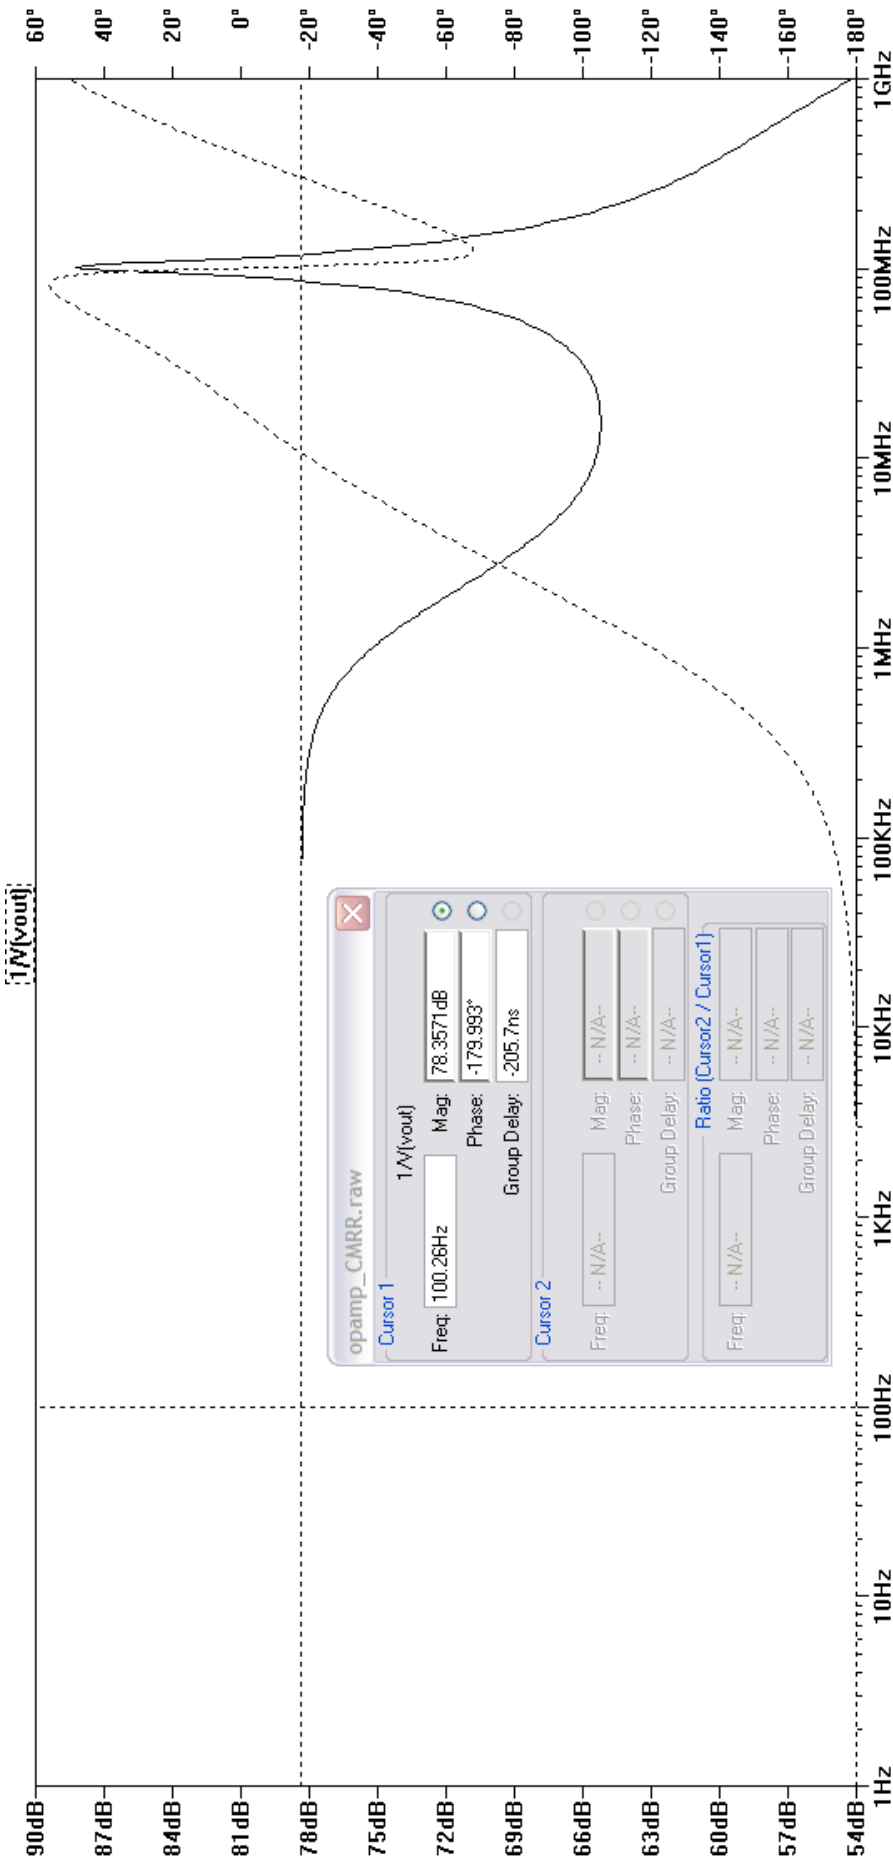 1/V(vout)
90dB
87dB
84dB
81dB
78dB
75dB
72dB
69dB
66dB
63dB
60dB
57dB
54dB
60°
40°
20°
0°
-20°
-40°
-60°
-80°
-100°
-120°
-140°
-160°
-180°
1Hz
10Hz
100Hz
1KHz
10KHz
100KHz
1MHz
10MHz
100MHz
1GHz
opamp_CMRR.raw
Cursor 1
1/V(vout)
Freq: 100.26Hz Mag: 78.3571dB
Phase: -179.993°
Group Delay: -205.7ns
Cursor 2
Freq: -- N/A-- Mag: -- N/A--
Phase: -- N/A--
Group Delay: -- N/A--
Ratio (Cursor2 / Cursor1)
Freq: -- N/A-- Mag: -- N/A--
Phase: -- N/A--
Group Delay: -- N/A--